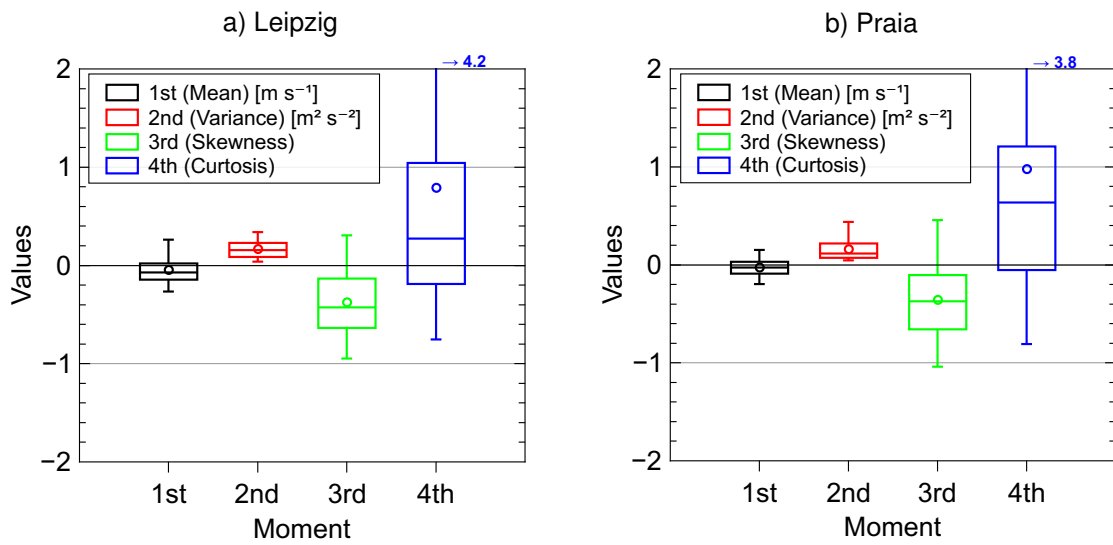 a) Leipzig
→ 4.2
2
1
0
−1
−2
Values
1st (Mean) [m s⁻¹]
2nd (Variance) [m² s⁻²]
3rd (Skewness)
4th (Curtosis)
1st 2nd 3rd 4th
Moment
b) Praia
→ 3.8
2
1
0
−1
−2
Values
1st (Mean) [m s⁻¹]
2nd (Variance) [m² s⁻²]
3rd (Skewness)
4th (Curtosis)
1st 2nd 3rd 4th
Moment